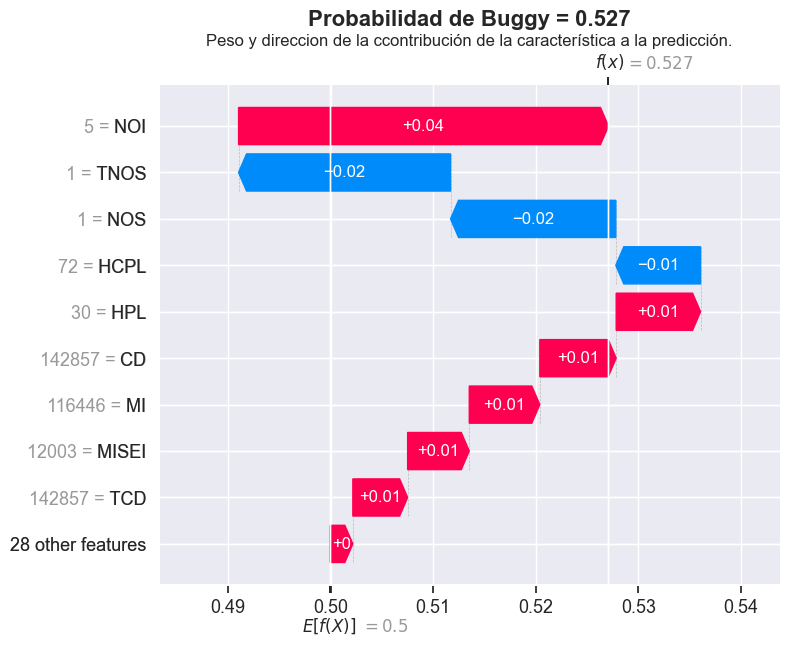 Probabilidad de Buggy = 0.527
Peso y direccion de la ccontribución de la característica a la predicción.
f(x) = 0.527
5 = NOI
+0.04
1 = TNOS
−0.02
1 = NOS
−0.02
72 = HCPL
−0.01
30 = HPL
+0.01
142857 = CD
+0.01
116446 = MI
+0.01
12003 = MISEI
+0.01
142857 = TCD
+0.01
28 other features
+0
0.49 0.50 0.51 0.52 0.53 0.54
E[f(X)] = 0.5